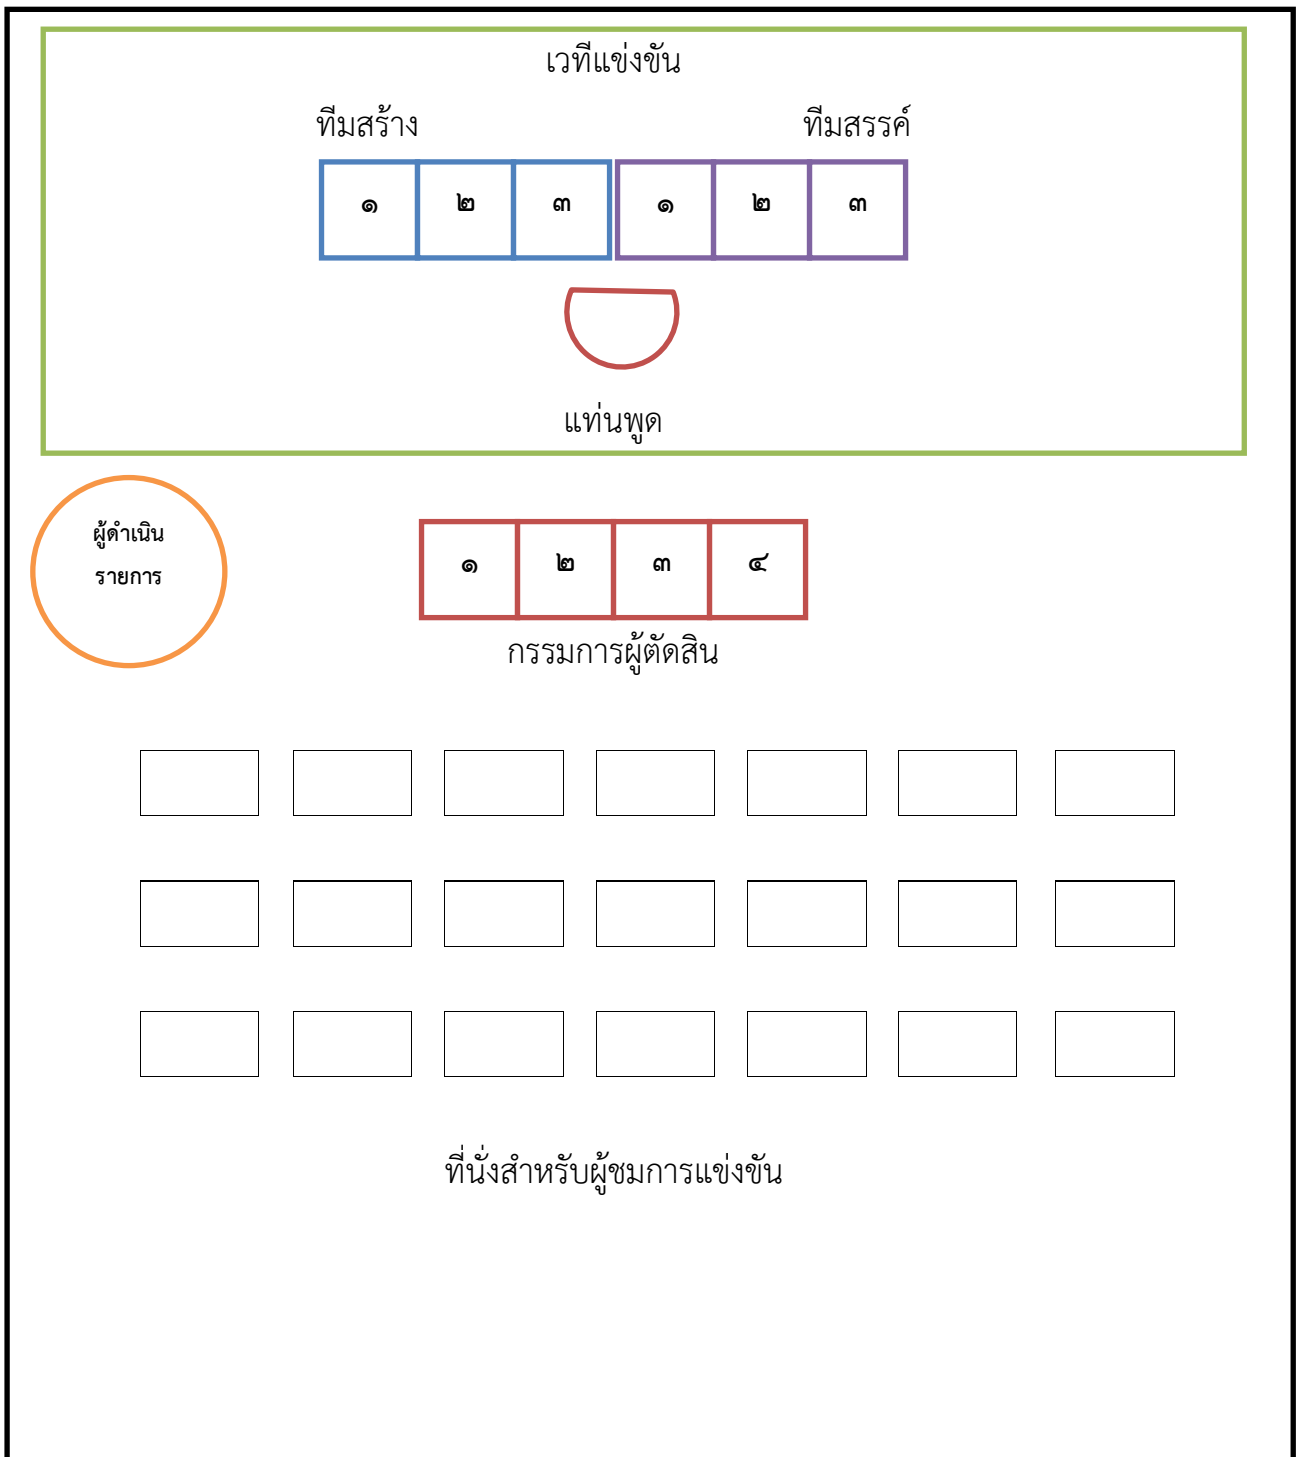 เวทีแข่งขัน
ทีมสร้าง ทีมสรรค์
๑ ๒ ๓ ๑ ๒ ๓
แท่นพูด
ผู้ดำเนิน
รายการ
๑ ๒ ๓ ๔
กรรมการผู้ตัดสิน
ที่นั่งสำหรับผู้ชมการแข่งขัน